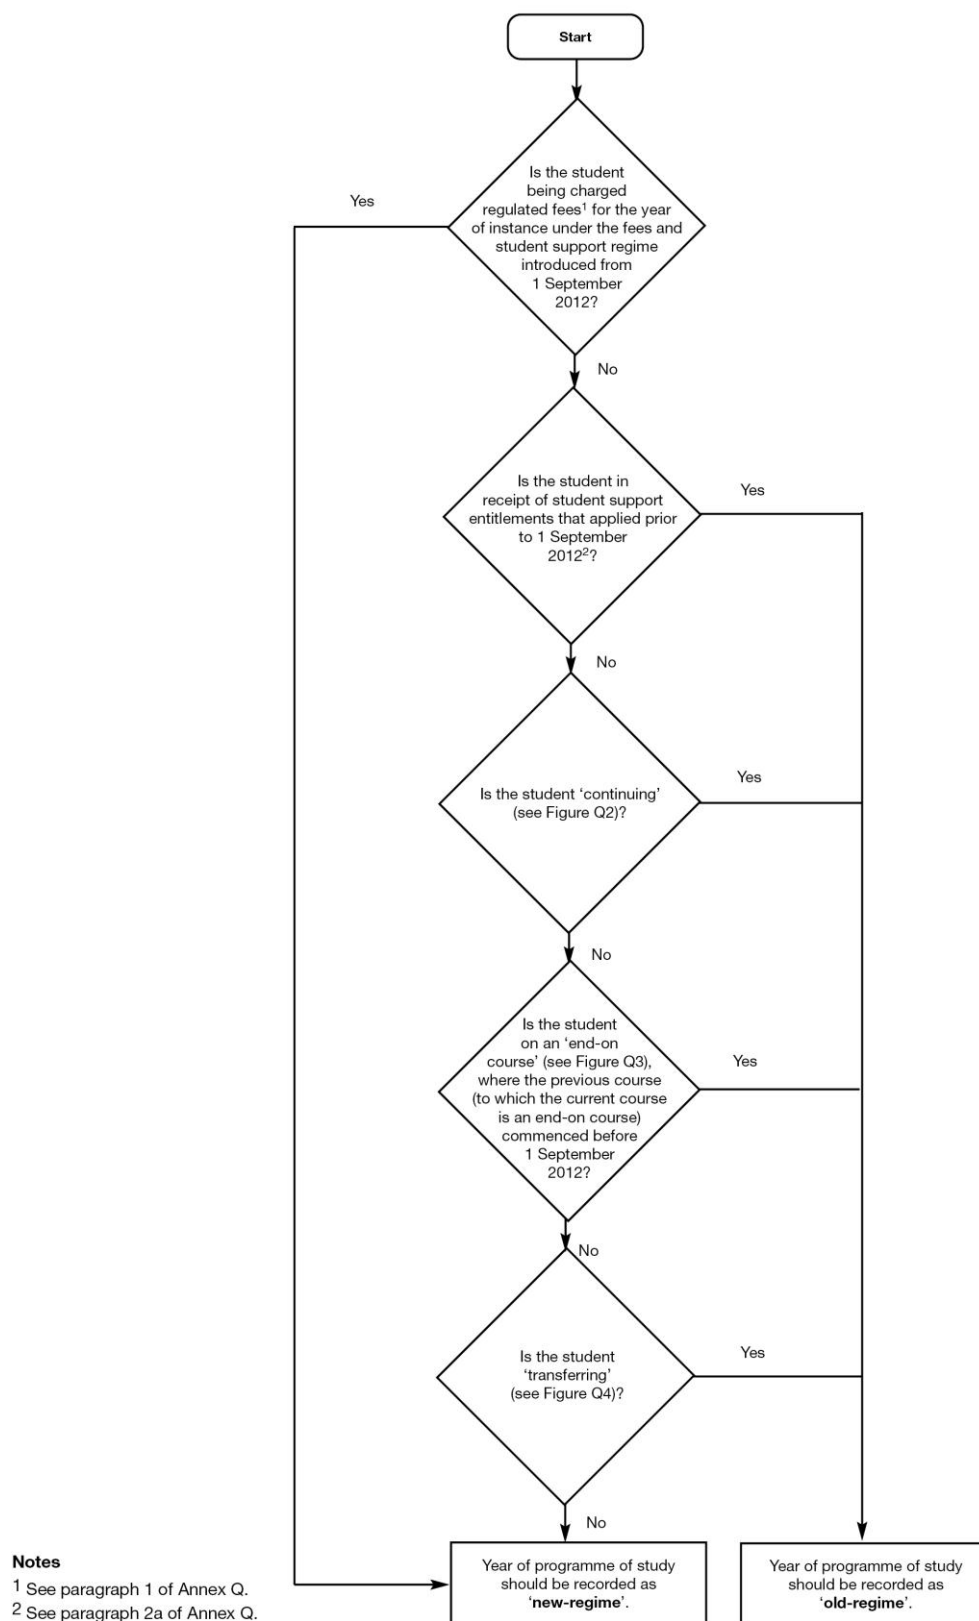 Start
Is the student
being charged
regulated fees¹ for the year
of instance under the fees and
student support regime
introduced from
1 September
2012?
Yes
No
Is the student in
receipt of student support
entitlements that applied prior
to 1 September
2012²?
Yes
No
Is the student ‘continuing’
(see Figure Q2)?
Yes
No
Is the student
on an ‘end-on
course’ (see Figure Q3),
where the previous course
(to which the current course
is an end-on course)
commenced before
1 September
2012?
Yes
No
Is the student
‘transferring’
(see Figure Q4)?
Yes
No
Year of programme of study
should be recorded as
‘new-regime’.
Year of programme of study
should be recorded as
‘old-regime’.
Notes
1 See paragraph 1 of Annex Q.
2 See paragraph 2a of Annex Q.